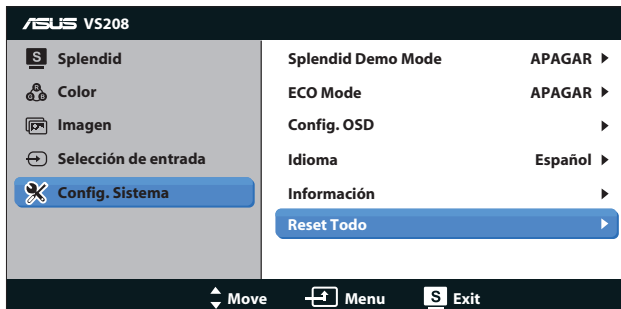 ASUS VS208
S Splendid
Color
Imagen
Selección de entrada
Config. Sistema
Splendid Demo Mode APAGAR
ECO Mode APAGAR
Config. OSD
Idioma Español
Información
Reset Todo
Move Menu S Exit